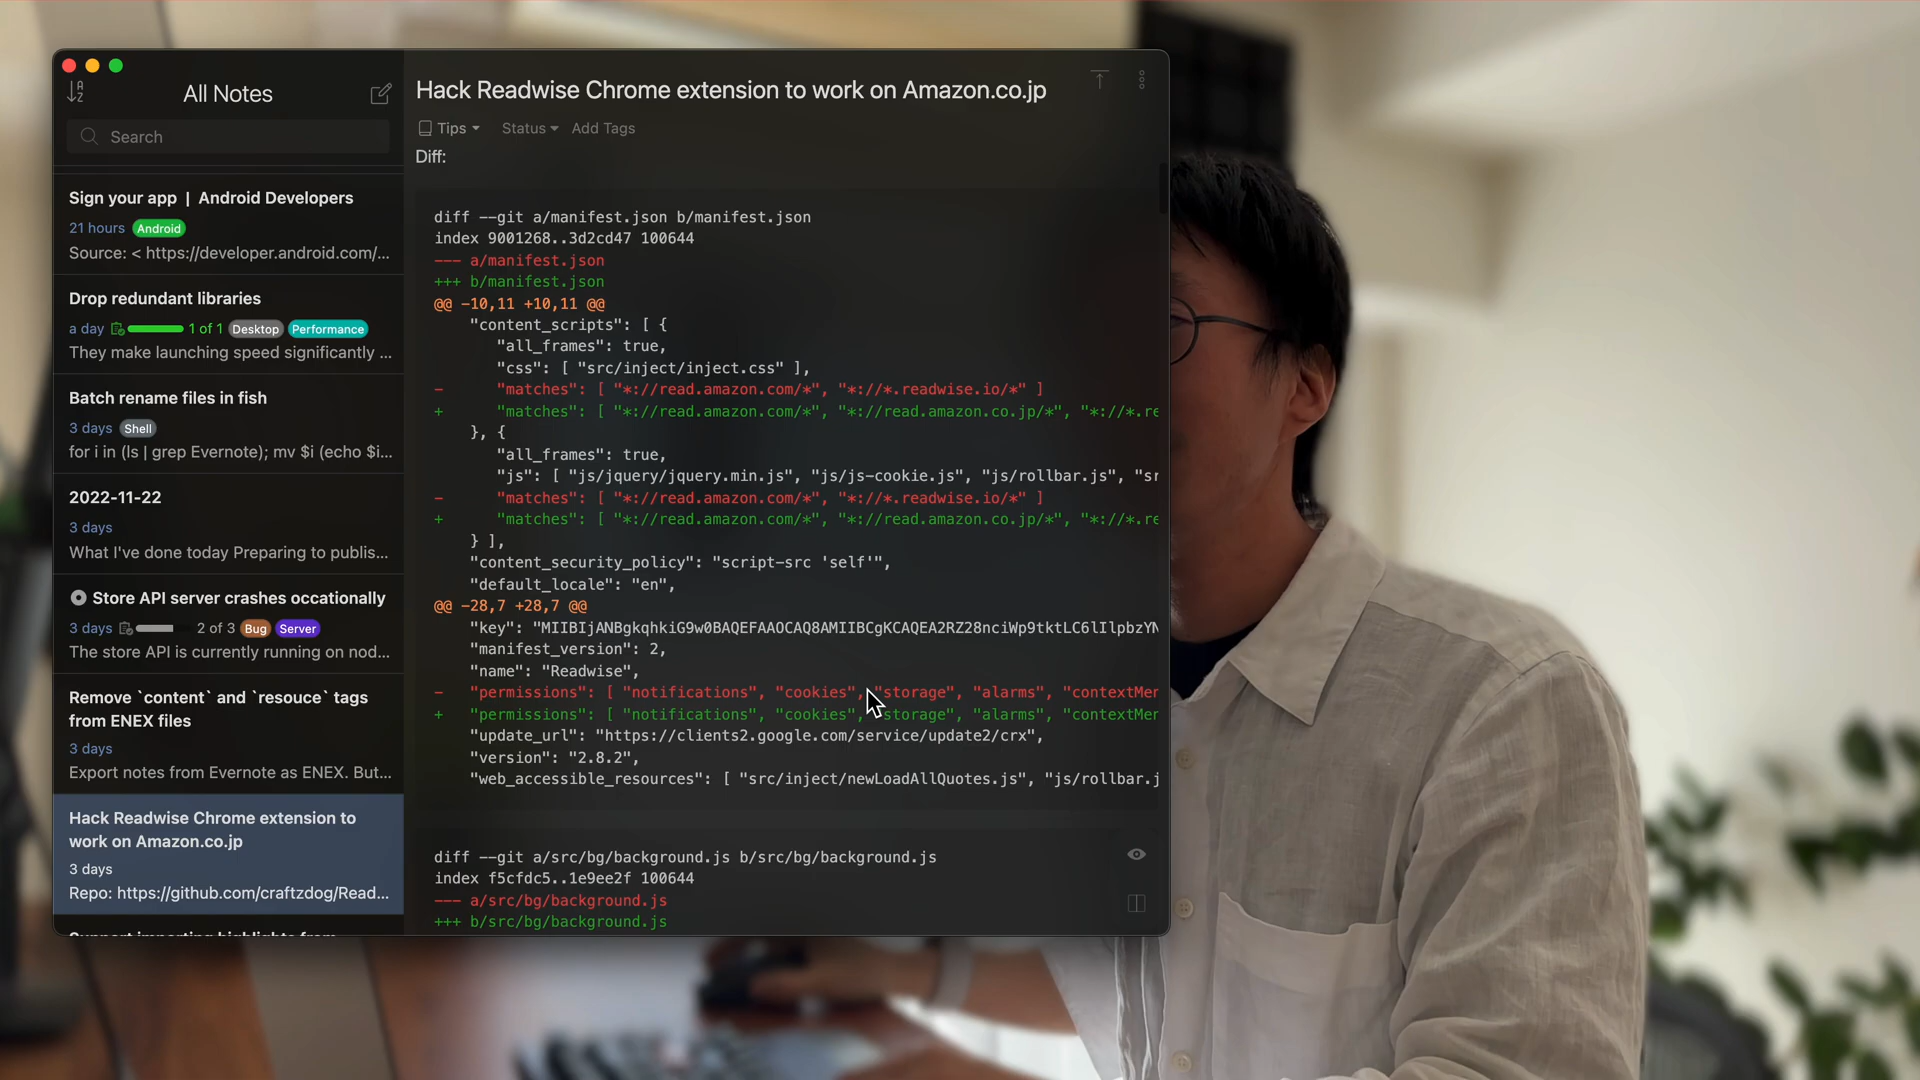 All Notes
Search
Sign your app | Android Developers
21 hours Android
Source: < https://developer.android.com/...
Drop redundant libraries
a day 1 of 1 Desktop Performance
They make launching speed significantly ...
Batch rename files in fish
3 days Shell
for i in (ls | grep Evernote); mv $i (echo $i...
2022-11-22
3 days
What I've done today Preparing to publis...
Store API server crashes occationally
3 days 2 of 3 Bug Server
The store API is currently running on nod...
Remove `content` and `resouce` tags
from ENEX files
3 days
Export notes from Evernote as ENEX. But...
Hack Readwise Chrome extension to
work on Amazon.co.jp
3 days
Repo: https://github.com/craftzdog/Read...
Hack Readwise Chrome extension to work on Amazon.co.jp
Tips Status Add Tags
Diff:
diff --git a/manifest.json b/manifest.json
index 9001268..3d2cd47 100644
--- a/manifest.json
+++ b/manifest.json
@@ -10,11 +10,11 @@
"content_scripts": [ {
"all_frames": true,
"css": [ "src/inject/inject.css" ],
- "matches": [ "*://read.amazon.com/*", "*://*.readwise.io/*" ]
+ "matches": [ "*://read.amazon.com/*", "*://read.amazon.co.jp/*", "*://*.re
}, {
"all_frames": true,
"js": [ "js/jquery/jquery.min.js", "js/js-cookie.js", "js/rollbar.js", "sr
- "matches": [ "*://read.amazon.com/*", "*://*.readwise.io/*" ]
+ "matches": [ "*://read.amazon.com/*", "*://read.amazon.co.jp/*", "*://*.re
} ],
"content_security_policy": "script-src 'self'",
"default_locale": "en",
@@ -28,7 +28,7 @@
"key": "MIIBIjANBgkqhkiG9w0BAQEFAAOCAQ8AMIIBCgKCAQEA2RZ28nciWp9tktLC6lIlpbzYN
"manifest_version": 2,
"name": "Readwise",
- "permissions": [ "notifications", "cookies", "storage", "alarms", "contextMen
+ "permissions": [ "notifications", "cookies", "storage", "alarms", "contextMen
"update_url": "https://clients2.google.com/service/update2/crx",
"version": "2.8.2",
"web_accessible_resources": [ "src/inject/newLoadAllQuotes.js", "js/rollbar.j
diff --git a/src/bg/background.js b/src/bg/background.js
index f5cfdc5..1e9ee2f 100644
--- a/src/bg/background.js
+++ b/src/bg/background.js